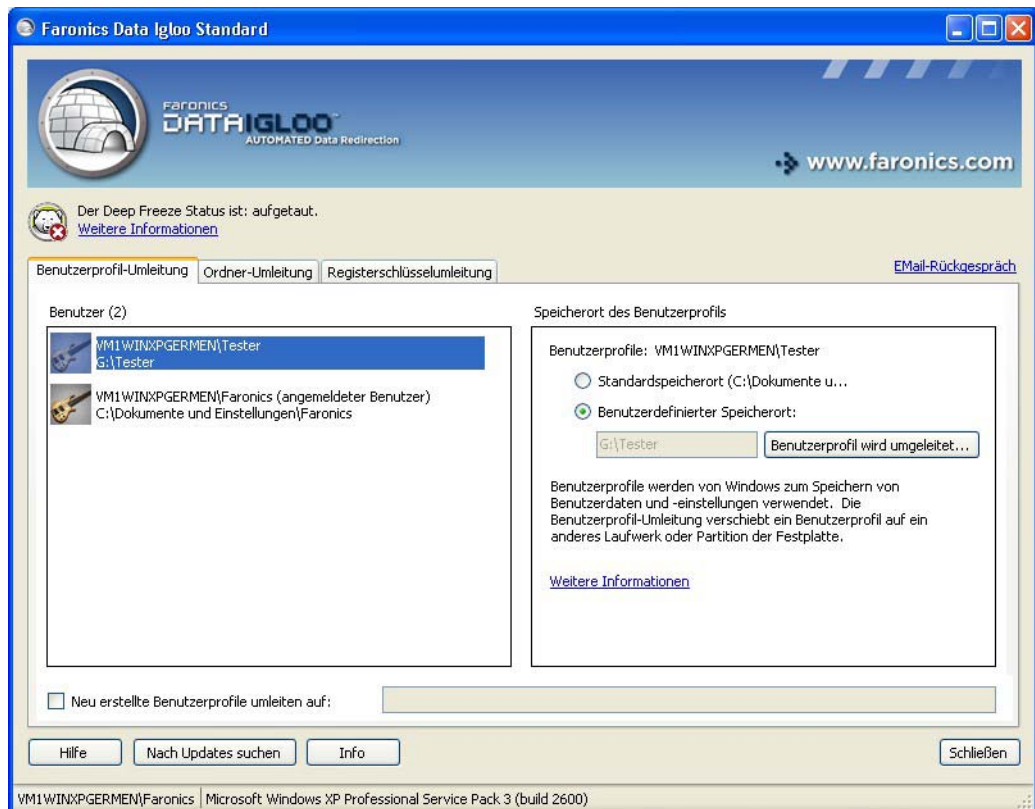 Faronics Data Igloo Standard
FARONICS
DATAIGLOO™
AUTOMATED Data Redirection
www.faronics.com
Der Deep Freeze Status ist: aufgetaut.
Weitere Informationen
Benutzerprofil-Umleitung
Ordner-Umleitung
Registerschlüsselumleitung
EMail-Rückgespräch
Benutzer (2)
VM1WINXPGERMEN\Tester
G:\Tester
VM1WINXPGERMEN\Faronics (angemeldeter Benutzer)
C:\Dokumente und Einstellungen\Faronics
Speicherort des Benutzerprofils
Benutzerprofile: VM1WINXPGERMEN\Tester
Standardspeicherort (C:\Dokumente u...
Benutzerdefinierter Speicherort:
G:\Tester
Benutzerprofil wird umgeleitet...
Benutzerprofile werden von Windows zum Speichern von
Benutzerdaten und -einstellungen verwendet. Die
Benutzerprofil-Umleitung verschiebt ein Benutzerprofil auf ein
anderes Laufwerk oder Partition der Festplatte.
Weitere Informationen
Neu erstellte Benutzerprofile umleiten auf:
Hilfe
Nach Updates suchen
Info
Schließen
VM1WINXPGERMEN\Faronics
Microsoft Windows XP Professional Service Pack 3 (build 2600)